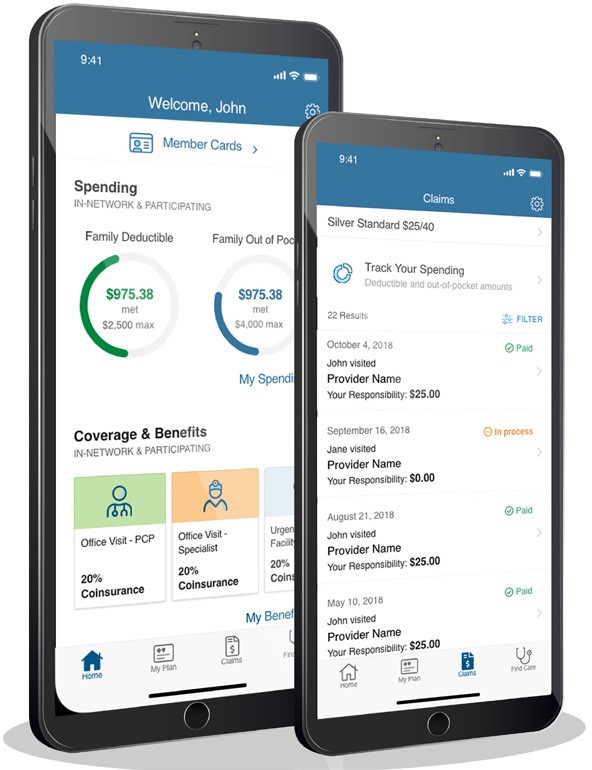 9:41
Welcome, John
Member Cards
Spending
IN-NETWORK & PARTICIPATING
Family Deductible
$975.38
met
$2,500 max
Family Out of Poc
$975.38
met
$4,000 max
My Spendi
Coverage & Benefits
IN-NETWORK & PARTICIPATING
Office Visit - PCP
20%
Coinsurance
Office Visit -
Specialist
20%
Coinsurance
Urgen
Facility
20%
Coins
My Benef
Home
My Plan
Claims
Fin
9:41
Claims
Silver Standard $25/40
Track Your Spending
Deductible and out-of-pocket amounts
22 Results
FILTER
October 4, 2018
Paid
John visited
Provider Name
Your Responsibility: $25.00
September 16, 2018
In process
Jane visited
Provider Name
Your Responsibility: $0.00
August 21, 2018
Paid
John visited
Provider Name
Your Responsibility: $25.00
May 10, 2018
Paid
John visited
Provider Name
Your Responsibility: $25.00
Home
My Plan
Claims
Find Care